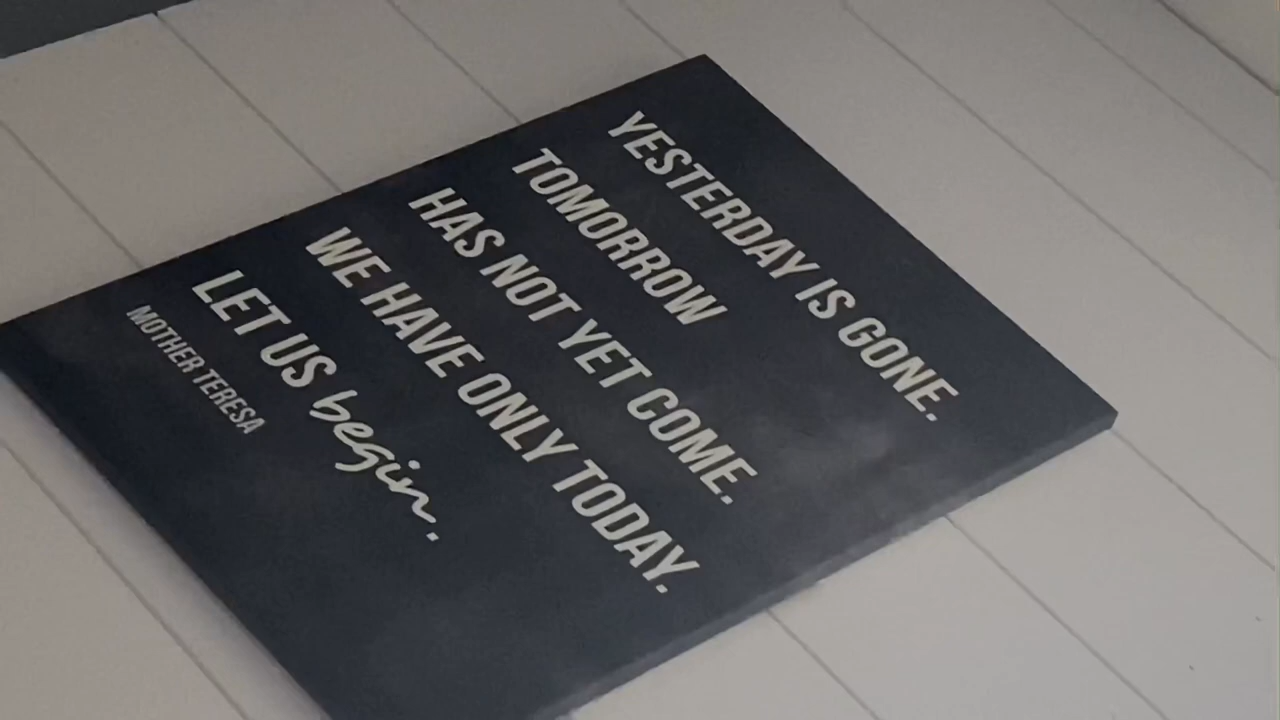 YESTERDAY IS GONE.
TOMORROW
HAS NOT YET COME.
WE HAVE ONLY TODAY.
LET US begin.
MOTHER TERESA